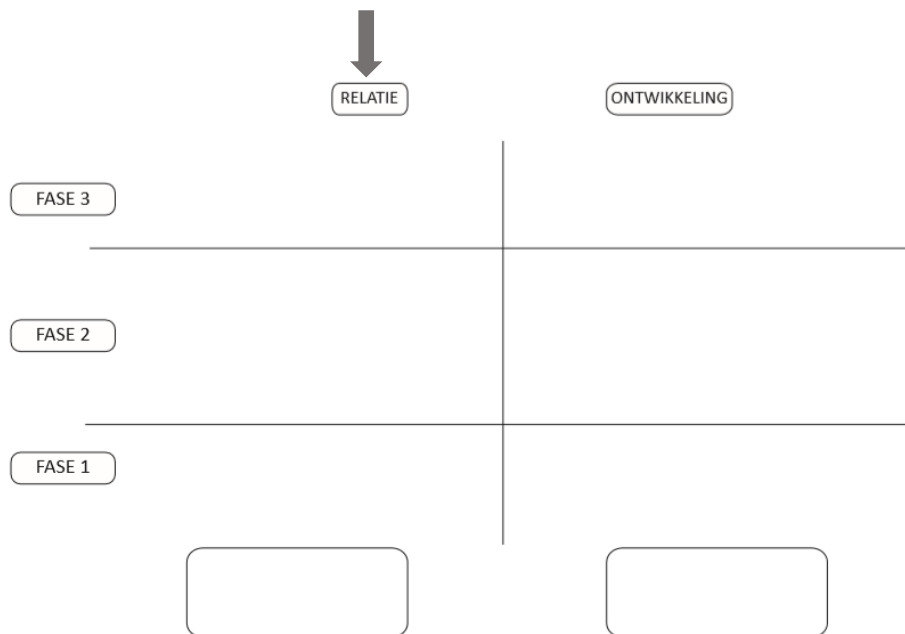 RELATIE
ONTWIKKELING
FASE 3
FASE 2
FASE 1